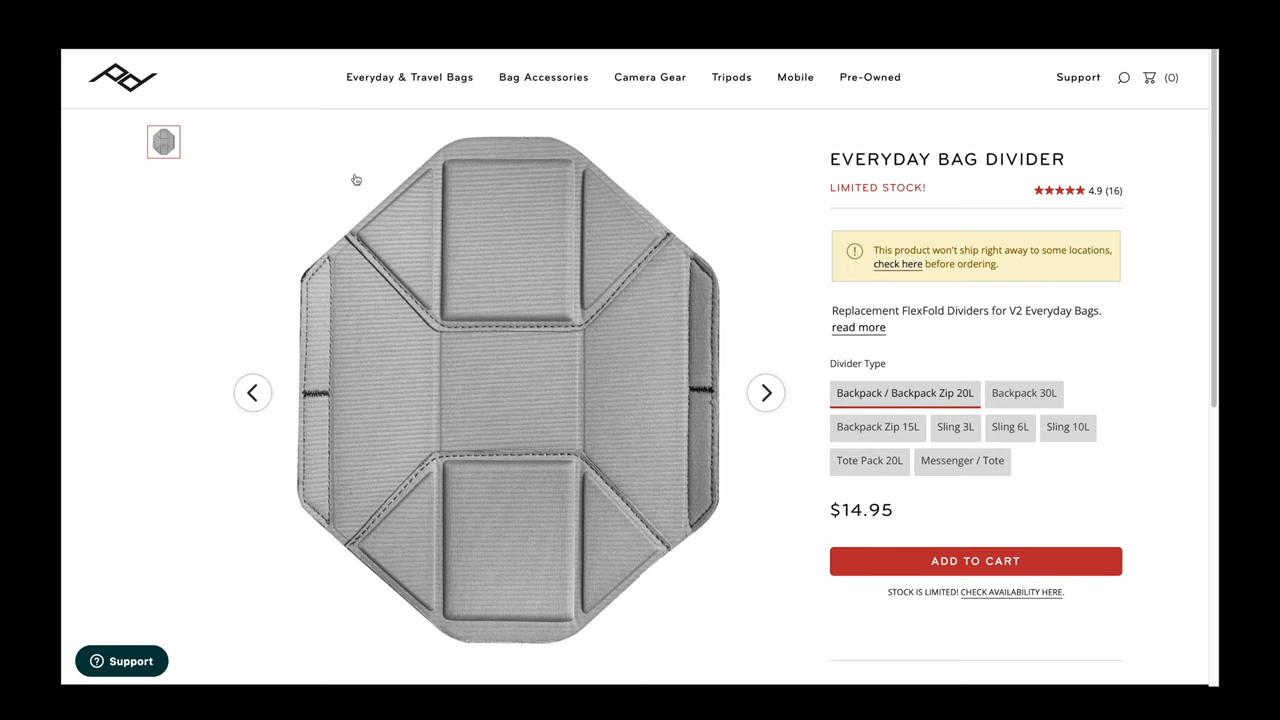 Everyday & Travel Bags Bag Accessories Camera Gear Tripods Mobile Pre-Owned Support (0)
EVERYDAY BAG DIVIDER
LIMITED STOCK!
4.9 (16)
This product won't ship right away to some locations,
check here before ordering.
Replacement FlexFold Dividers for V2 Everyday Bags.
read more
Divider Type
Backpack / Backpack Zip 20L Backpack 30L
Backpack Zip 15L Sling 3L Sling 6L Sling 10L
Tote Pack 20L Messenger / Tote
$14.95
ADD TO CART
STOCK IS LIMITED! CHECK AVAILABILITY HERE.
Support